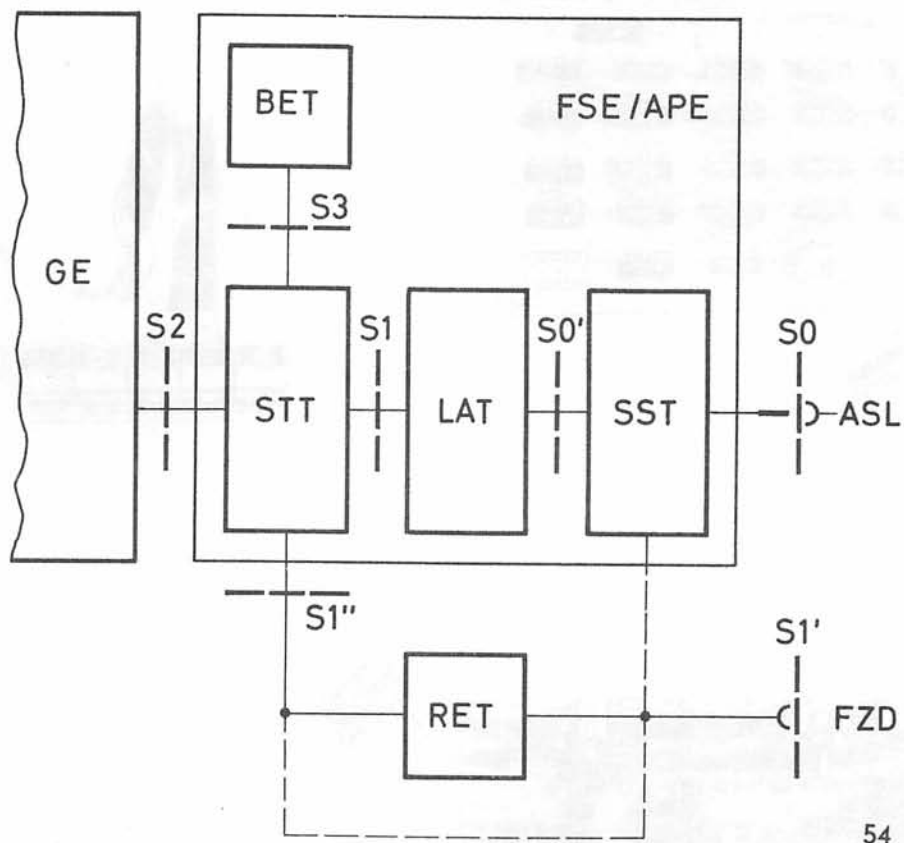 BET
FSE/APE
S3
GE
S2
S1
S0'
S0
STT
LAT
SST
ASL
S1"
S1'
RET
FZD
54